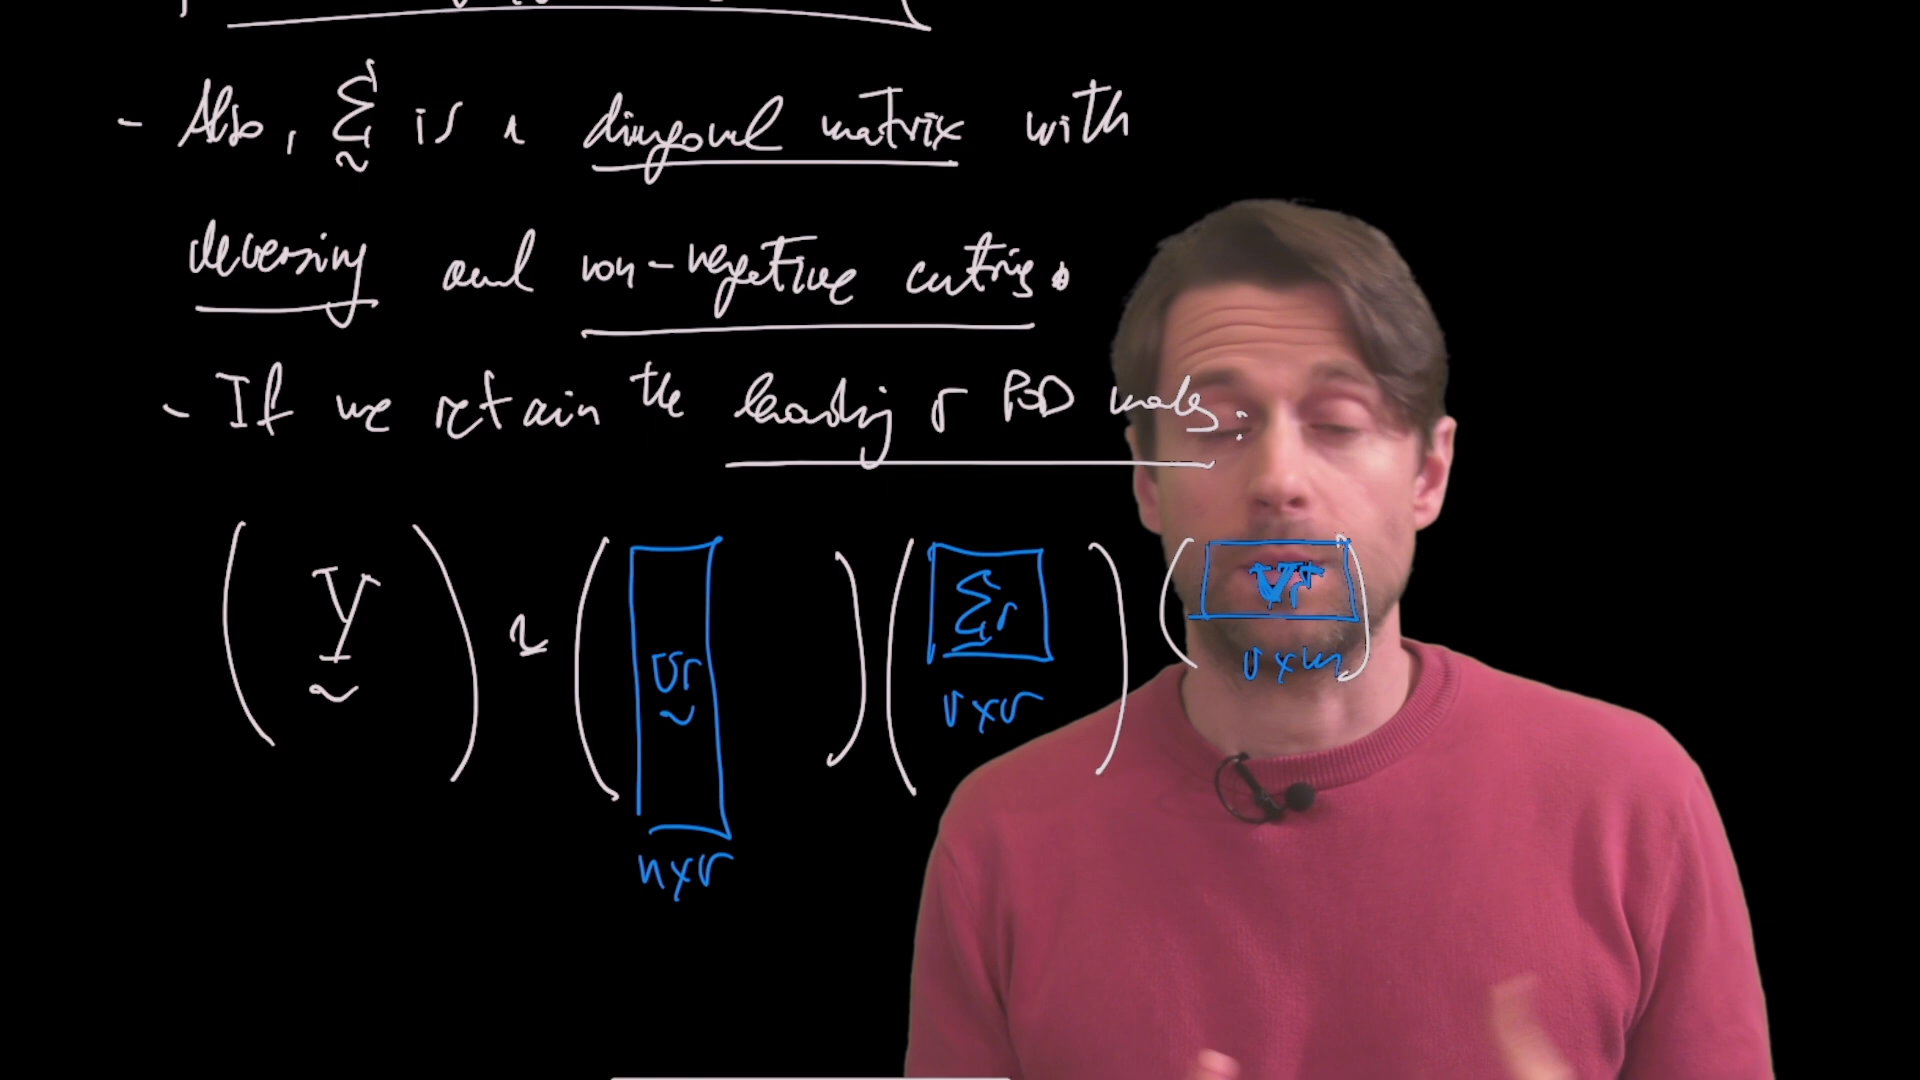 - Also, Σ is a diagonal matrix with
decreasing and non-negative entries.
- If we retain the leading r POD modes:
( Y ) ≈ ( Ur ) ( Σr ) ( Vr^T )
n×r r×r r×m